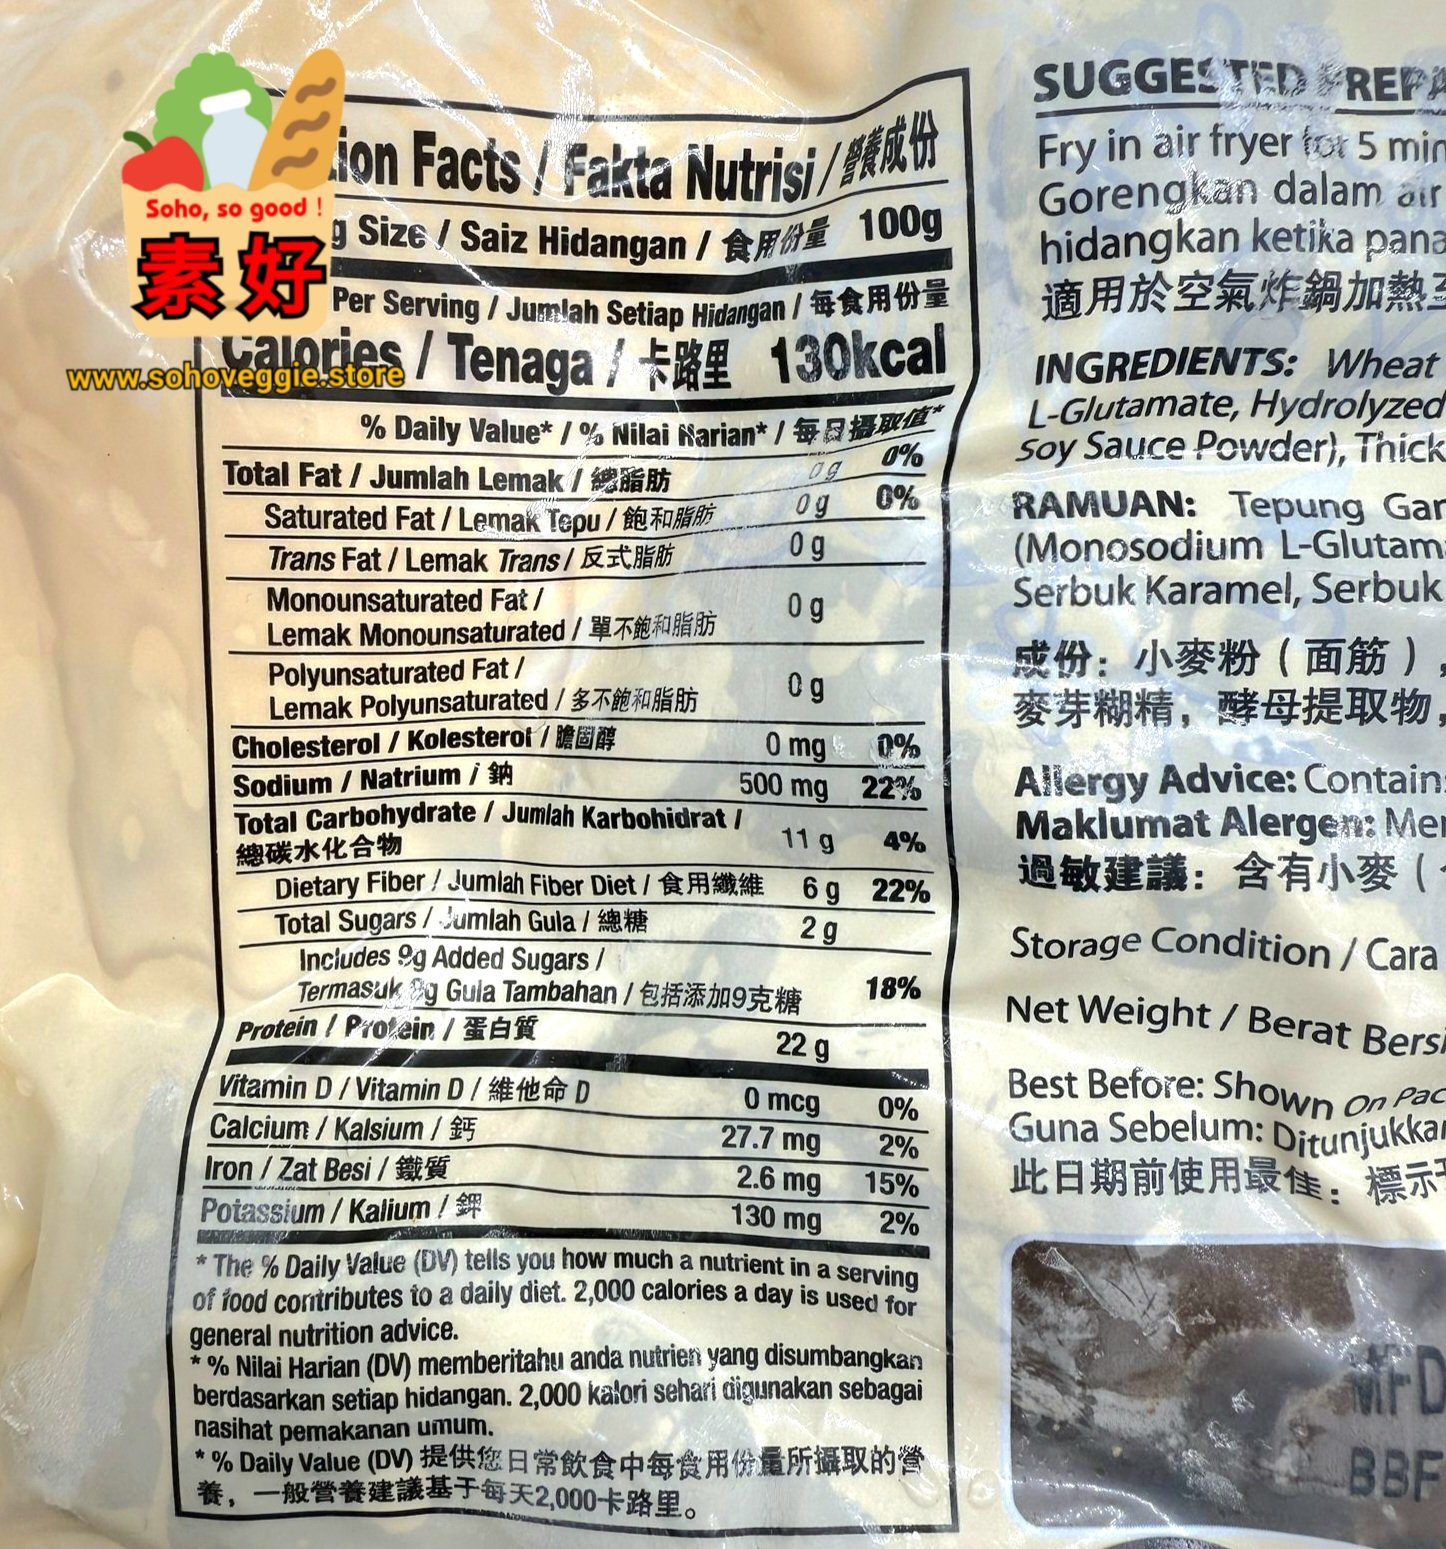 Soho, so good !
素好
www.sohoveggie.store
ion Facts / Fakta Nutrisi / 營養成份
g Size / Saiz Hidangan / 食用份量 100g
Per Serving / Jumlah Setiap Hidangan / 每食用份量
Calories / Tenaga / 卡路里 130kcal
% Daily Value* / % Nilai Harian* / 每日攝取值*
Total Fat / Jumlah Lemak / 總脂肪 0g 0%
Saturated Fat / Lemak Tepu / 飽和脂肪 0g 0%
Trans Fat / Lemak Trans / 反式脂肪 0 g
Monounsaturated Fat /
Lemak Monounsaturated / 單不飽和脂肪 0 g
Polyunsaturated Fat /
Lemak Polyunsaturated / 多不飽和脂肪 0 g
Cholesterol / Kolesterol / 膽固醇 0 mg 0%
Sodium / Natrium / 鈉 500 mg 22%
Total Carbohydrate / Jumlah Karbohidrat /
總碳水化合物 11 g 4%
Dietary Fiber / Jumlah Fiber Diet / 食用纖維 6 g 22%
Total Sugars / Jumlah Gula / 總糖 2 g
Includes 9g Added Sugars /
Termasuk 9g Gula Tambahan / 包括添加9克糖 18%
Protein / Protein / 蛋白質 22 g
Vitamin D / Vitamin D / 維他命 D 0 mcg 0%
Calcium / Kalsium / 鈣 27.7 mg 2%
Iron / Zat Besi / 鐵質 2.6 mg 15%
Potassium / Kalium / 鉀 130 mg 2%
* The % Daily Value (DV) tells you how much a nutrient in a serving
of food contributes to a daily diet. 2,000 calories a day is used for
general nutrition advice.
* % Nilai Harian (DV) memberitahu anda nutrien yang disumbangkan
berdasarkan setiap hidangan. 2,000 kalori sehari digunakan sebagai
nasihat pemakanan umum.
* % Daily Value (DV) 提供您日常飲食中每食用份量所攝取的營
養，一般營養建議基于每天2,000卡路里。
SUGGESTED PREPA
Fry in air fryer for 5 min
Gorengkan dalam air
hidangkan ketika pana
適用於空氣炸鍋加熱至
INGREDIENTS: Wheat
L-Glutamate, Hydrolyzed
Soy Sauce Powder), Thick
RAMUAN: Tepung Gan
(Monosodium L-Glutam
Serbuk Karamel, Serbuk
成份：小麥粉（面筋），
麥芽糊精，酵母提取物，
Allergy Advice: Contain
Maklumat Alergen: Men
過敏建議：含有小麥（
Storage Condition / Cara
Net Weight / Berat Bersi
Best Before: Shown On Pac
Guna Sebelum: Ditunjukkan
此日期前使用最佳：標示于
MFD
BBF